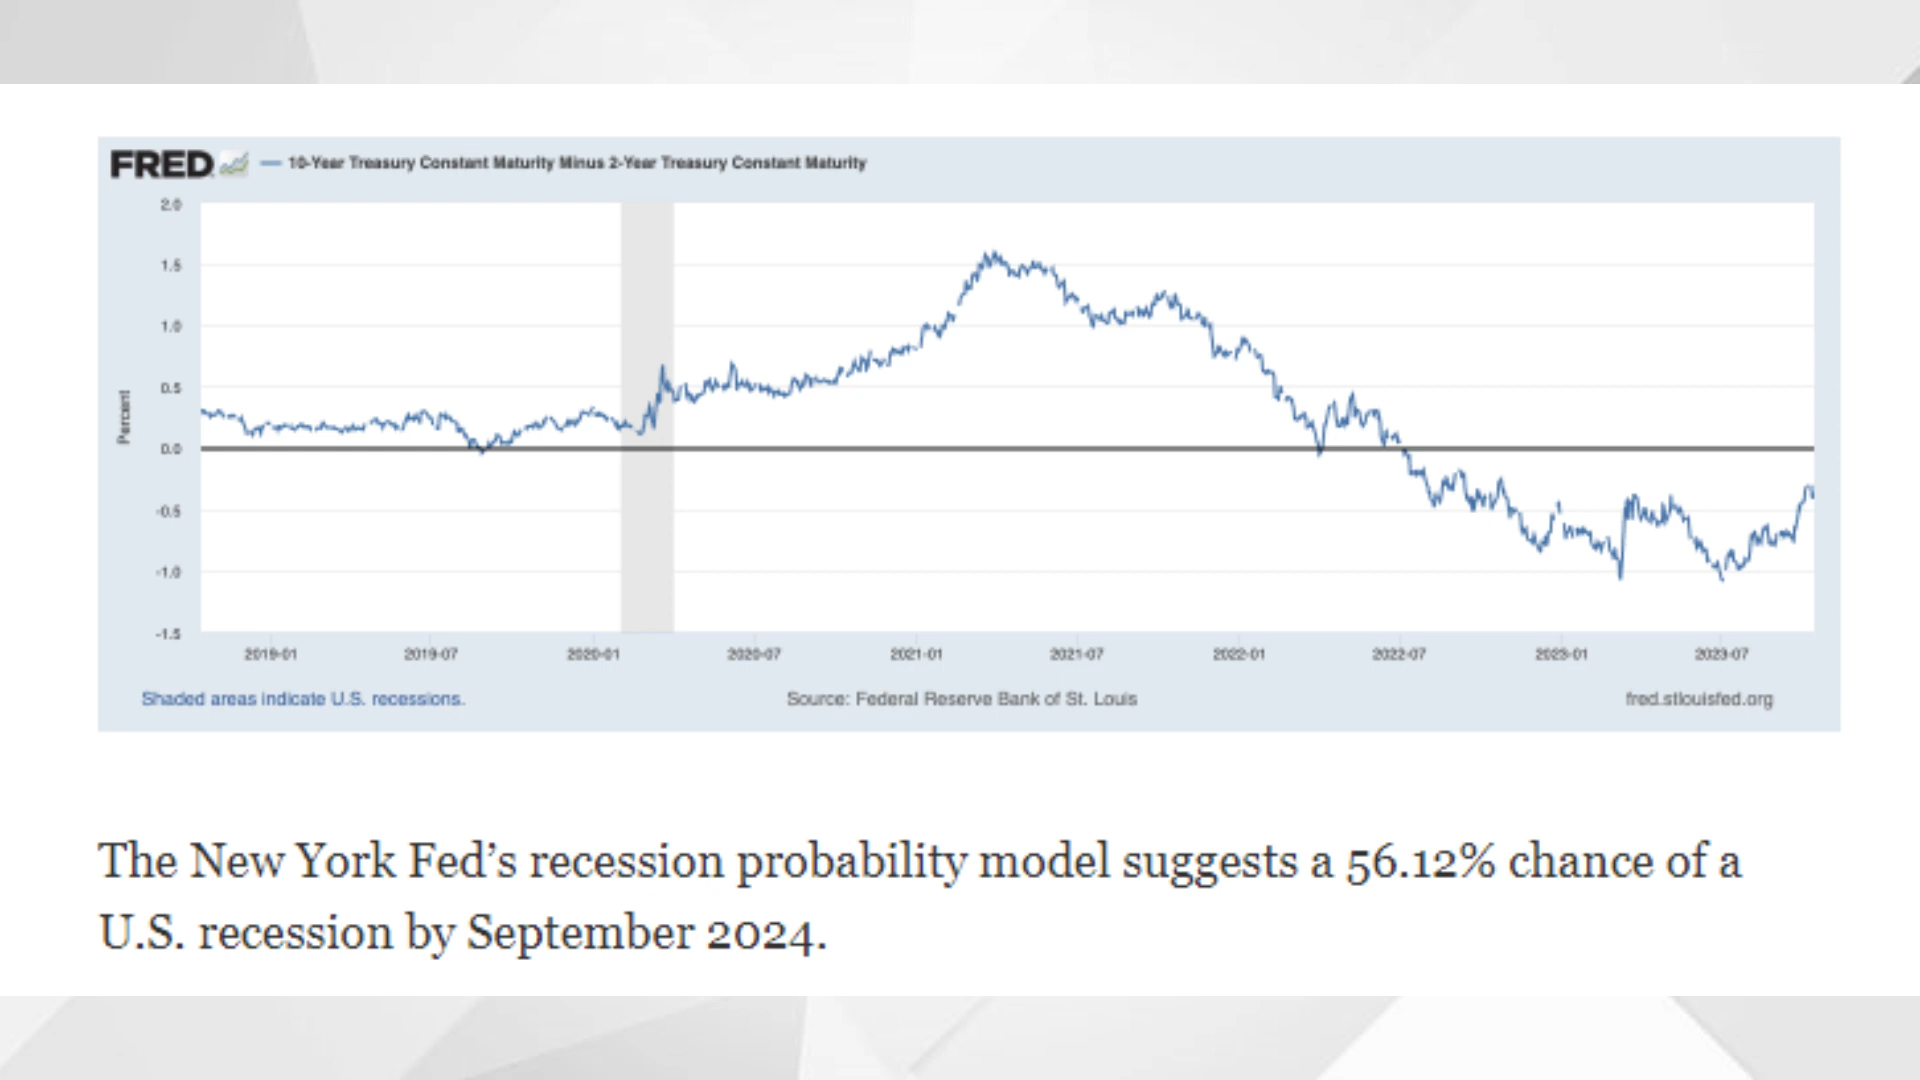 FRED 10-Year Treasury Constant Maturity Minus 2-Year Treasury Constant Maturity
2.0
1.5
1.0
0.5
0.0
-0.5
-1.0
-1.5
Percent
2019-01 2019-07 2020-01 2020-07 2021-01 2021-07 2022-01 2022-07 2023-01 2023-07
Shaded areas indicate U.S. recessions. Source: Federal Reserve Bank of St. Louis fred.stlouisfed.org
The New York Fed’s recession probability model suggests a 56.12% chance of a
U.S. recession by September 2024.